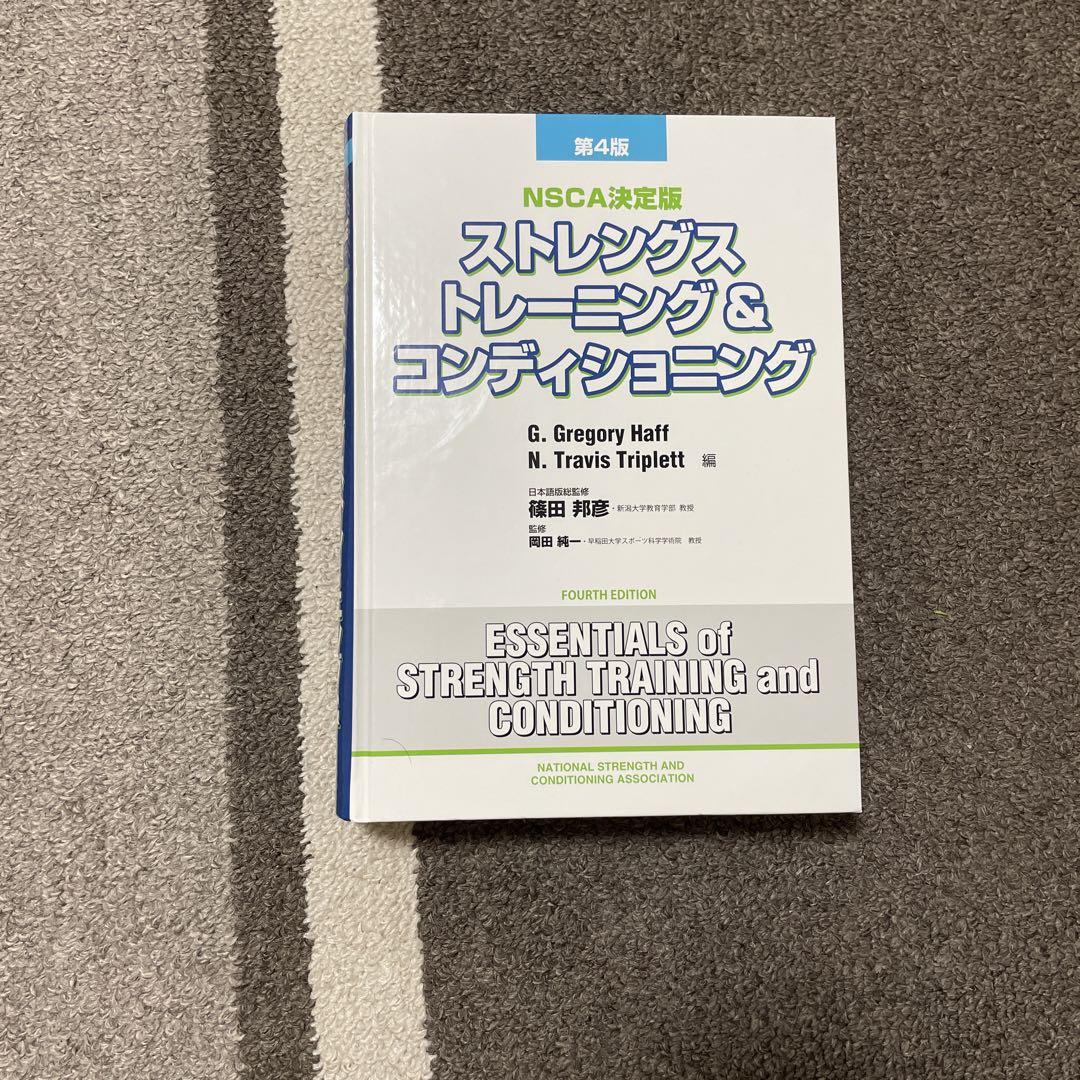 第4版
NSCA決定版
ストレングス
トレーニング&
コンディショニング
G. Gregory Haff
N. Travis Triplett 編
日本語版総監修
篠田 邦彦・新潟大学教育学部 教授
監修
岡田 純一・早稲田大学スポーツ科学学術院 教授
FOURTH EDITION
ESSENTIALS of
STRENGTH TRAINING and
CONDITIONING
NATIONAL STRENGTH AND
CONDITIONING ASSOCIATION